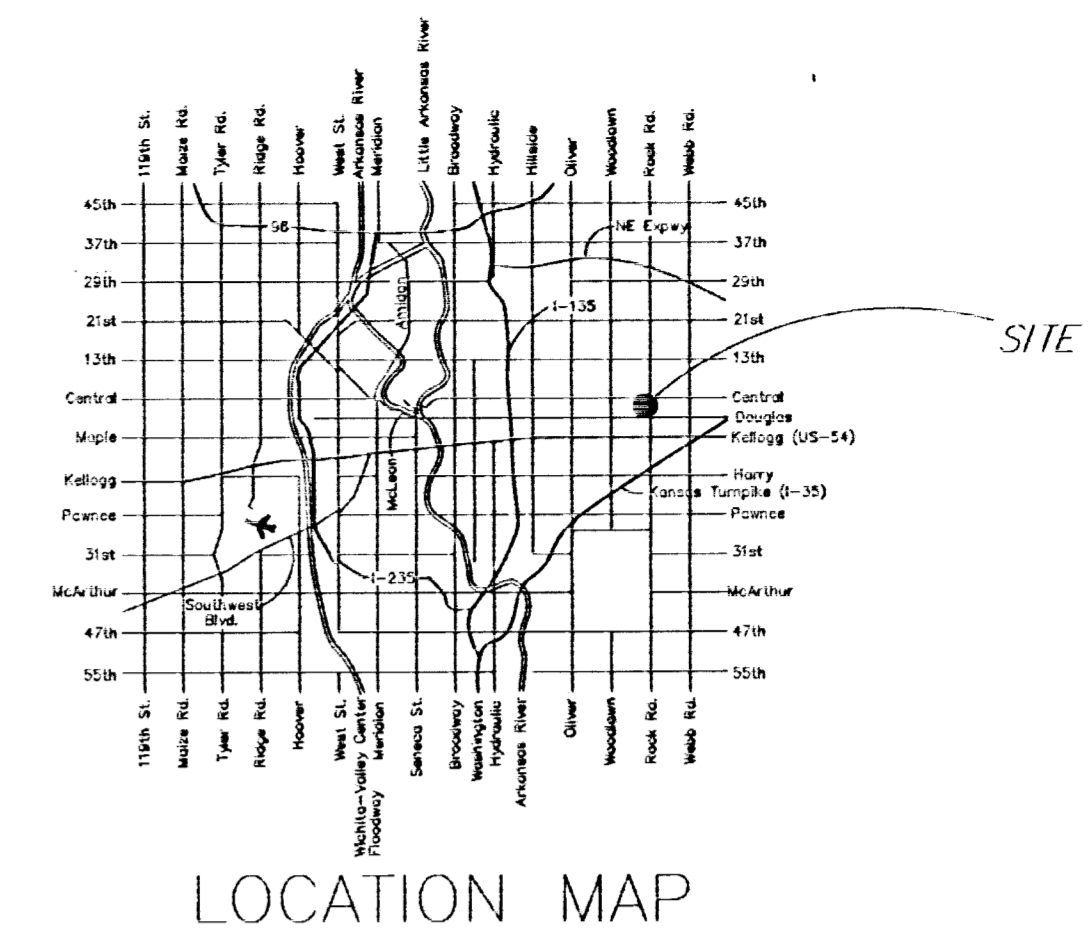 119th St.
Maize Rd.
Tyler Rd.
Ridge Rd.
Hoover
West St.
Arkansas River
Meridian
Little Arkansas River
Broadway
Hydraulic
Hillside
Oliver
Woodlawn
Rock Rd.
Webb Rd.
45th
37th
29th
21st
13th
Central
Maple
Kellogg
Pawnee
31st
McArthur
47th
55th
96
Amidon
NE Expwy
I-135
McLean
I-235
Southwest
Blvd.
45th
37th
29th
21st
13th
Central
Douglas
Kellogg (US-54)
Harry
Kansas Turnpike (I-35)
Pawnee
31st
McArthur
47th
55th
SITE
119th St.
Maize Rd.
Tyler Rd.
Ridge Rd.
Hoover
West St.
Wichita-Valley Center
Floodway
Meridian
Seneca St.
Broadway
Washington
Hydraulic
Arkansas River
Oliver
Woodlawn
Rock Rd.
Webb Rd.
LOCATION MAP